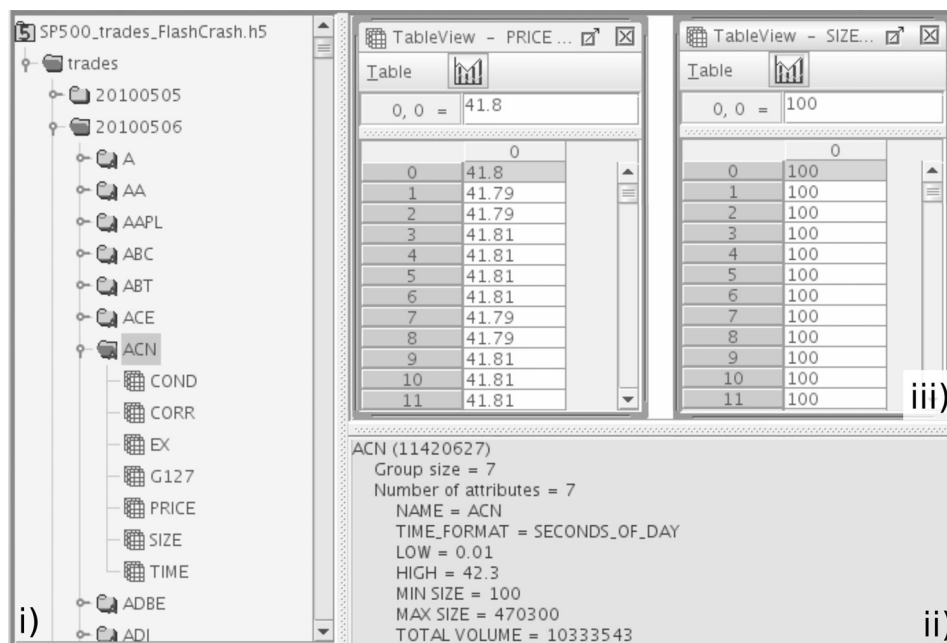 SP500_trades_FlashCrash.h5
trades
20100505
20100506
A
AA
AAPL
ABC
ABT
ACE
ACN
COND
CORR
EX
G127
PRICE
SIZE
TIME
ADBE
ADI
i)
TableView - PRICE ...
Table
0, 0 = 41.8
0
0 41.8
1 41.79
2 41.79
3 41.81
4 41.81
5 41.81
6 41.81
7 41.79
8 41.79
9 41.81
10 41.81
11 41.81
TableView - SIZE...
Table
0, 0 = 100
0
0 100
1 100
2 100
3 100
4 100
5 100
6 100
7 100
8 100
9 100
10 100
11 100
iii)
ACN (11420627)
Group size = 7
Number of attributes = 7
NAME = ACN
TIME_FORMAT = SECONDS_OF_DAY
LOW = 0.01
HIGH = 42.3
MIN SIZE = 100
MAX SIZE = 470300
TOTAL VOLUME = 10333543
ii)